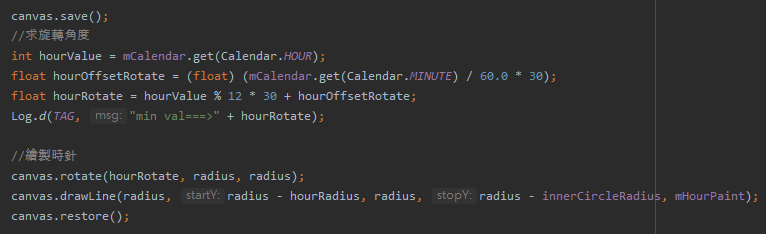 canvas.save();
//求旋轉角度
int hourValue = mCalendar.get(Calendar.HOUR);
float hourOffsetRotate = (float) (mCalendar.get(Calendar.MINUTE) / 60.0 * 30);
float hourRotate = hourValue % 12 * 30 + hourOffsetRotate;
Log.d(TAG, msg: "min val===>" + hourRotate);
//繪製時針
canvas.rotate(hourRotate, radius, radius);
canvas.drawLine(radius, startY: radius - hourRadius, radius, stopY: radius - innerCircleRadius, mHourPaint);
canvas.restore();